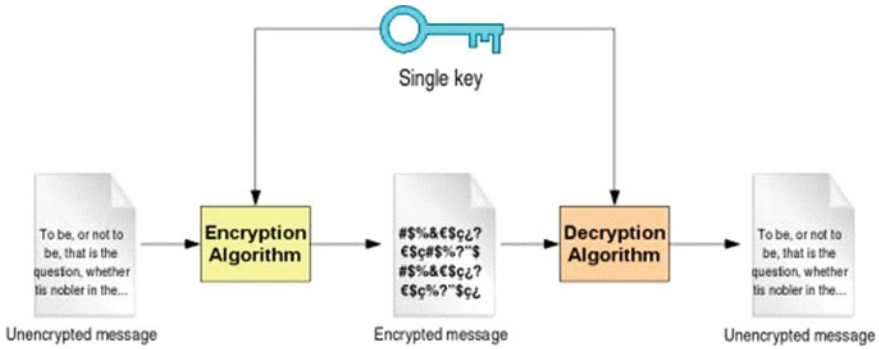 Single key
To be, or not to
be, that is the
question, whether
tis nobler in the...
Unencrypted message
Encryption
Algorithm
#$%&€$ç¿?
€$ç#$%?"$
#$%&€$ç¿?
€$ç%?"$ç¿
Encrypted message
Decryption
Algorithm
To be, or not to
be, that is the
question, whether
tis nobler in the...
Unencrypted message